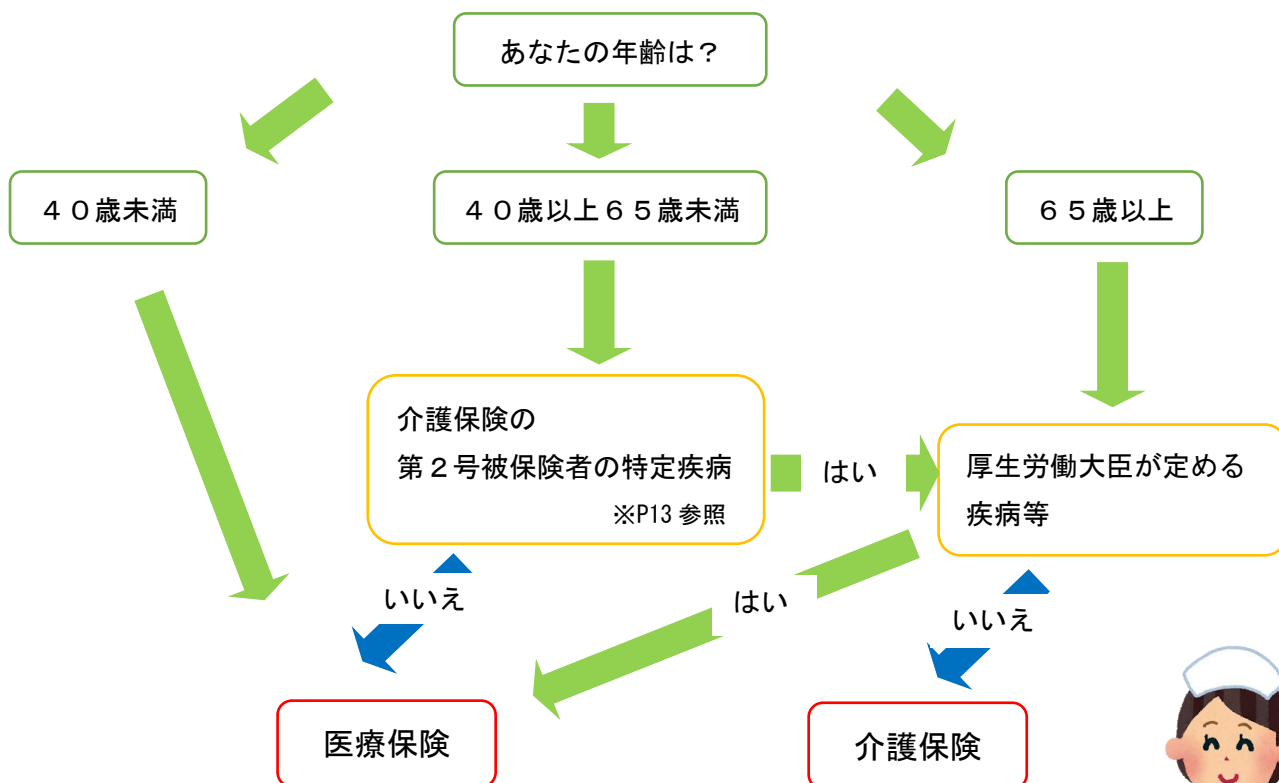 あなたの年齢は？
４０歳未満
４０歳以上６５歳未満
６５歳以上
介護保険の
第２号被保険者の特定疾病
※P13 参照
はい
厚生労働大臣が定める
疾病等
いいえ
はい
いいえ
医療保険
介護保険